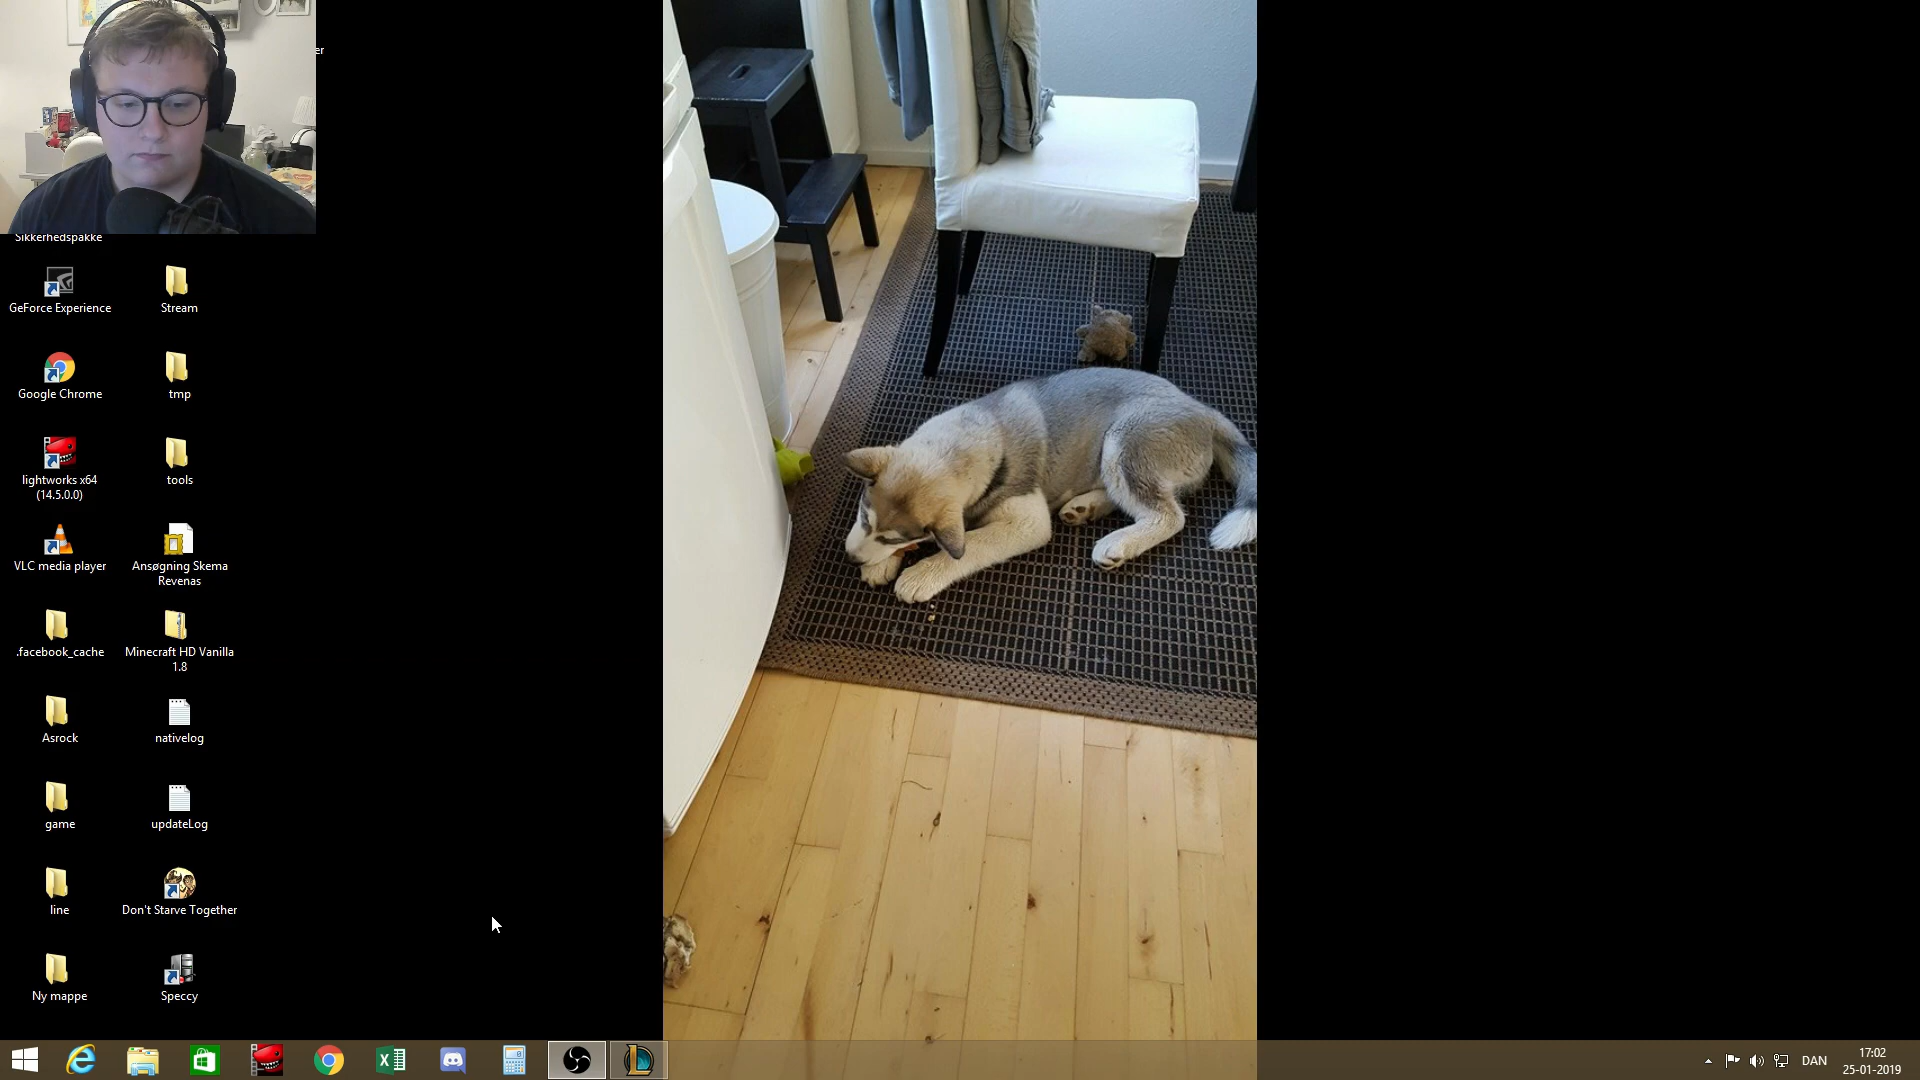 er
Sikkerhedspakke
GeForce Experience
Stream
Google Chrome
tmp
lightworks x64
(14.5.0.0)
tools
VLC media player
Ansøgning Skema
Revenas
.facebook_cache
Minecraft HD Vanilla
1.8
Asrock
nativelog
game
updateLog
line
Don't Starve Together
Ny mappe
Speccy
DAN
17:02
25-01-2019